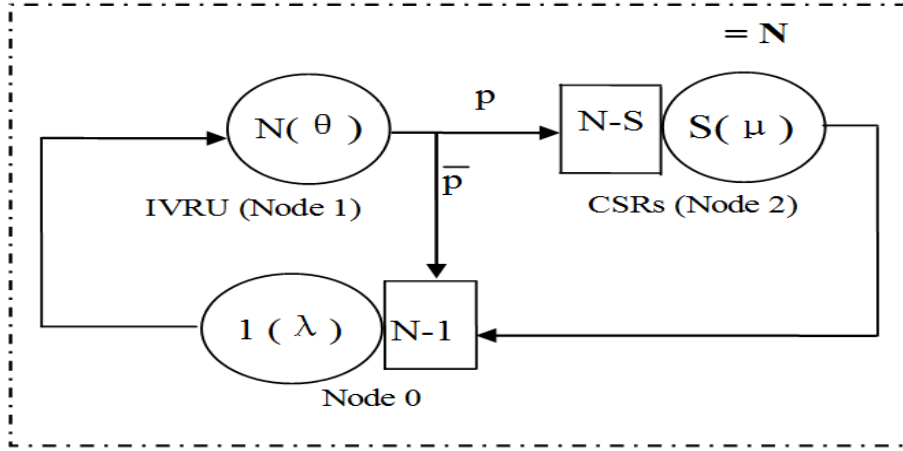 = N
N( θ )
p
N-S
S( μ )
p̅
IVRU (Node 1)
CSRs (Node 2)
1 ( λ )
N-1
Node 0